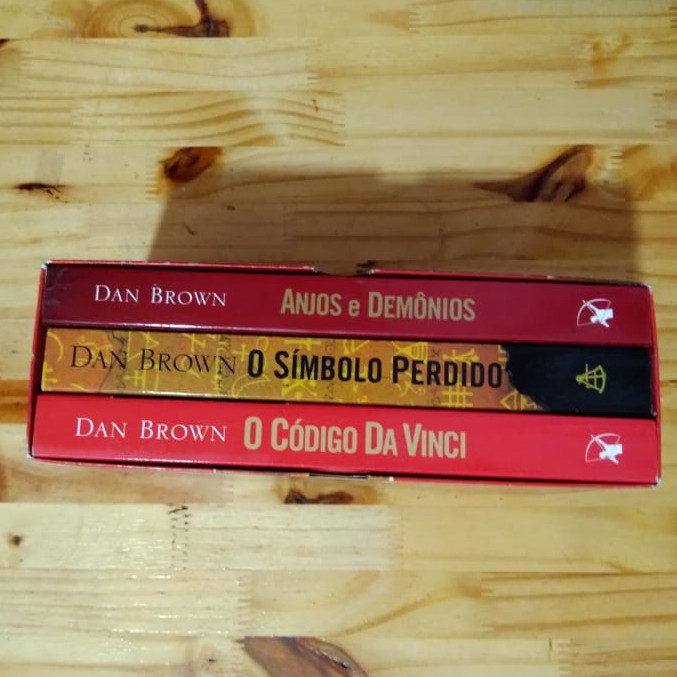 DAN BROWN ANJOS e DEMÔNIOS
DAN BROWN O SÍMBOLO PERDIDO
DAN BROWN O CÓDIGO DA VINCI